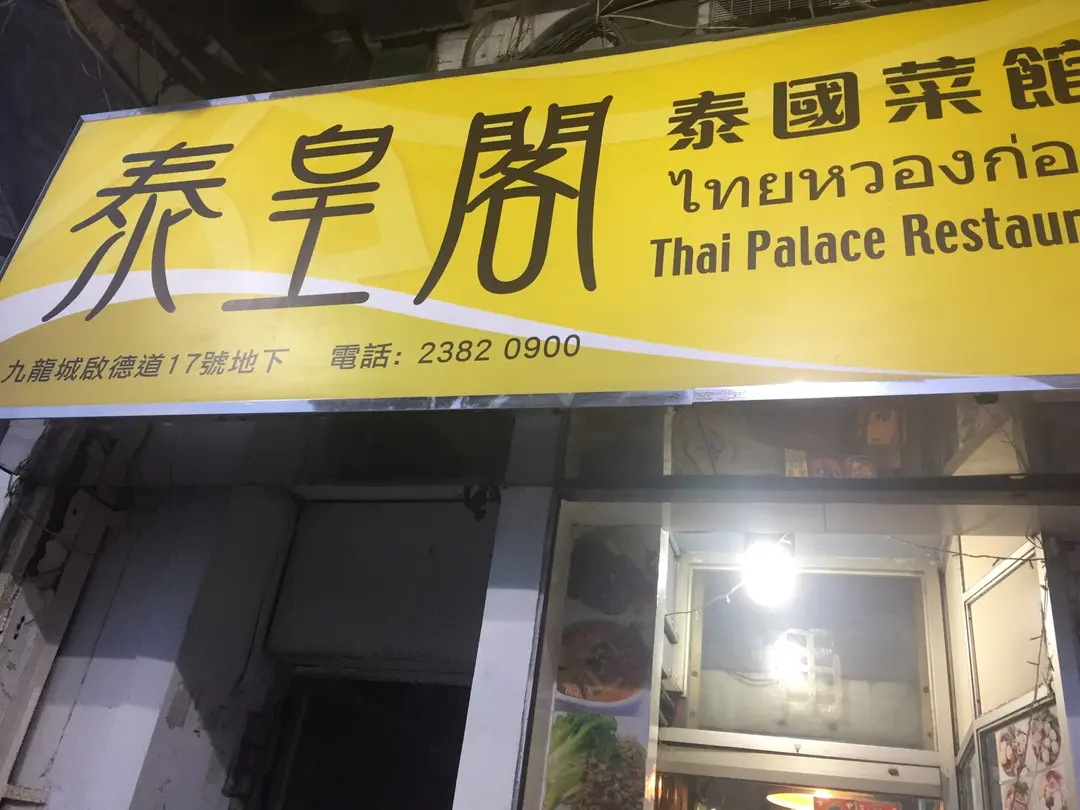 泰皇閣
泰國菜館
ไทยหวองก่อ
Thai Palace Restaur
九龍城啟德道17號地下 電話: 2382 0900